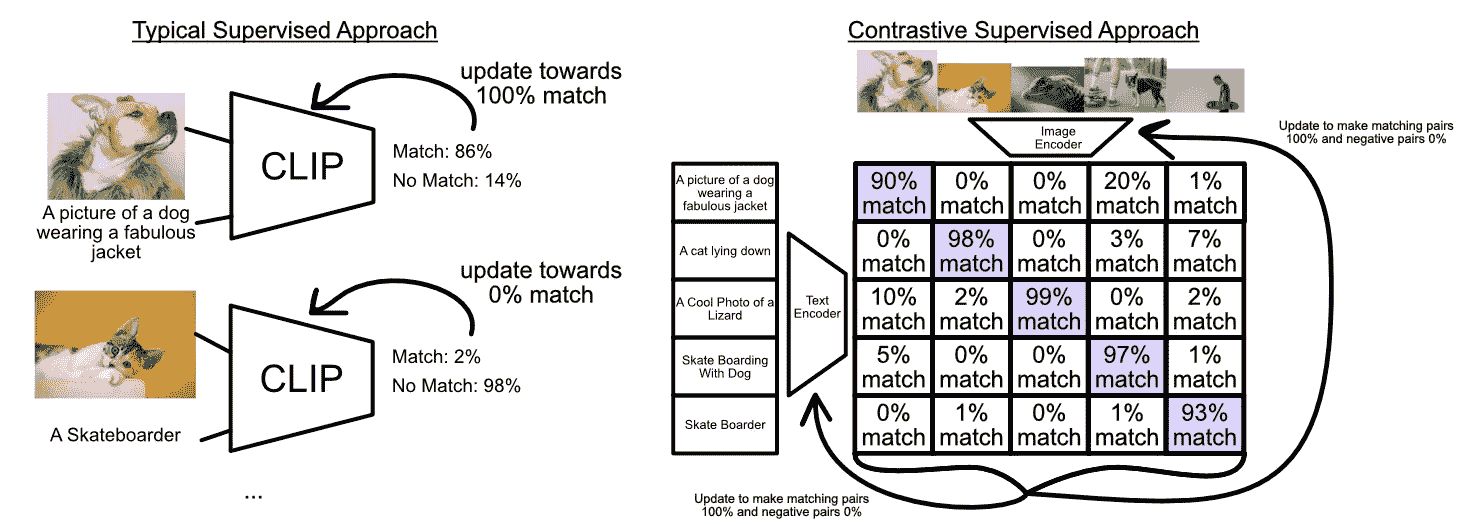 Typical Supervised Approach
update towards
100% match
CLIP
Match: 86%
No Match: 14%
A picture of a dog
wearing a fabulous
jacket
update towards
0% match
CLIP
Match: 2%
No Match: 98%
A Skateboarder
...
Contrastive Supervised Approach
Image
Encoder
Update to make matching pairs
100% and negative pairs 0%
A picture of a dog
wearing a
fabulous jacket
90% 0% 0% 20% 1%
match match match match match
A cat lying down
0% 98% 0% 3% 7%
match match match match match
Text
Encoder
A Cool Photo of a
Lizard
10% 2% 99% 0% 2%
match match match match match
Skate Boarding
With Dog
5% 0% 0% 97% 1%
match match match match match
Skate Boarder
0% 1% 0% 1% 93%
match match match match match
Update to make matching pairs
100% and negative pairs 0%